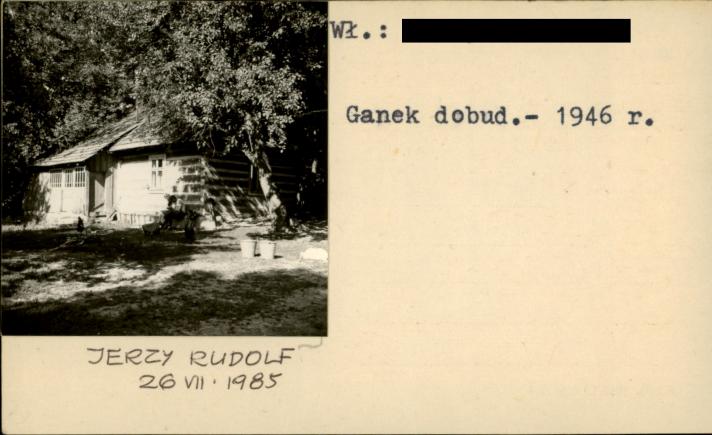 Wł.:
Ganek dobud.- 1946 r.
JERZY RUDOLF
26 VII. 1985